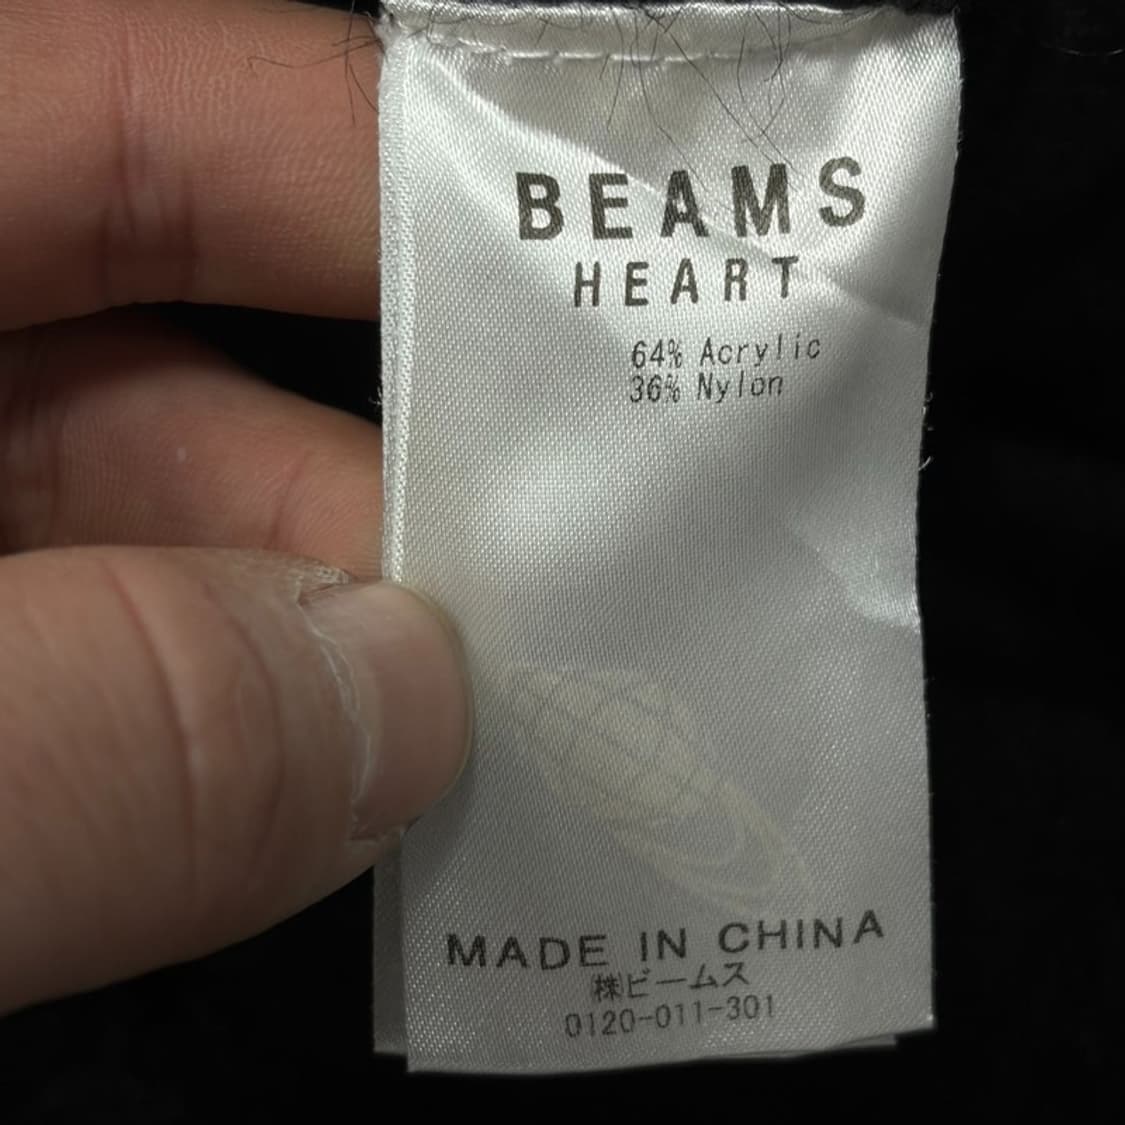 BEAMS
HEART
64% Acrylic
36% Nylon
MADE IN CHINA
㈱ビームス
0120-011-301